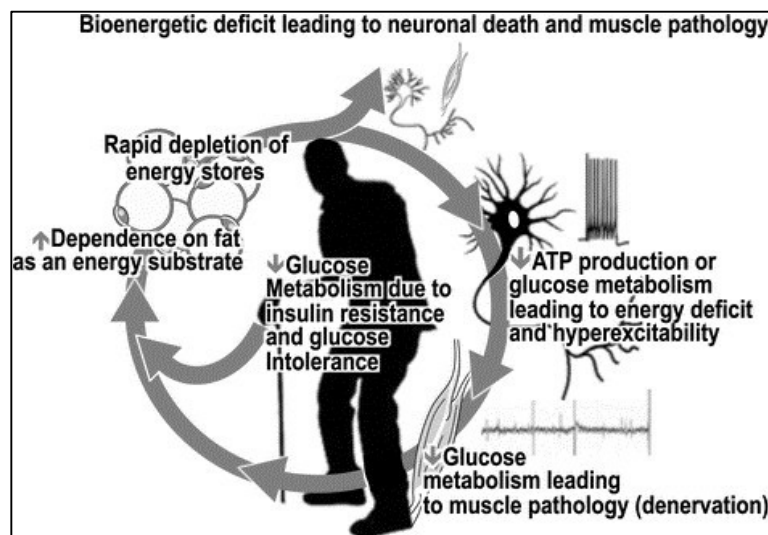 Bioenergetic deficit leading to neuronal death and muscle pathology
Rapid depletion of
energy stores
↑Dependence on fat
as an energy substrate
↓Glucose
Metabolism due to
insulin resistance
and glucose
Intolerance
↓ATP production or
glucose metabolism
leading to energy deficit
and hyperexcitability
↓Glucose
metabolism leading
to muscle pathology (denervation)